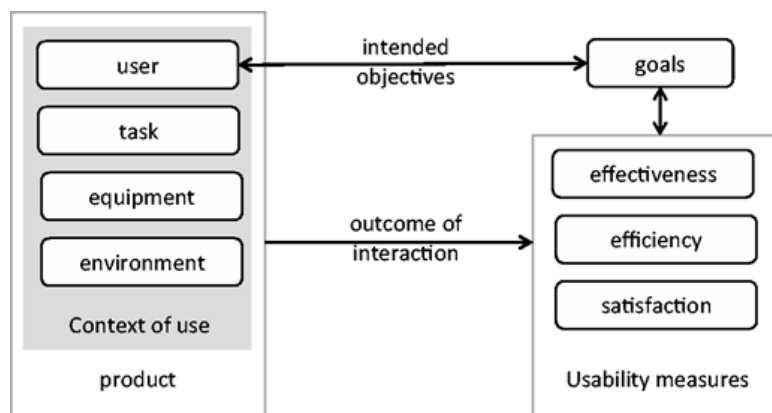 user
task
equipment
environment
Context of use
product
intended
objectives
outcome of
interaction
goals
effectiveness
efficiency
satisfaction
Usability measures